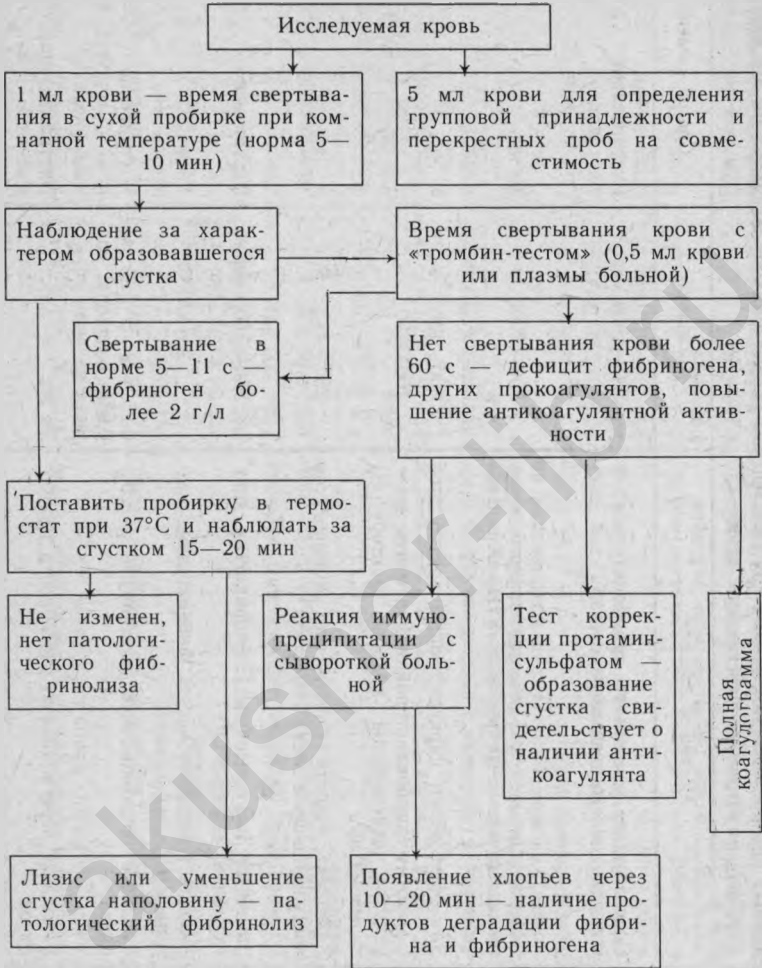 Исследуемая кровь
1 мл крови — время свертыва-
ния в сухой пробирке при ком-
натной температуре (норма 5—
10 мин)
5 мл крови для определения
групповой принадлежности и
перекрестных проб на совме-
стимость
Наблюдение за харак-
тером образовавшегося
сгустка
Время свертывания крови с
«тромбин-тестом» (0,5 мл крови
или плазмы больной)
Свертывание в
норме 5—11 с —
фибриноген бо-
лее 2 г/л
Нет свертывания крови более
60 с — дефицит фибриногена,
других прокоагулянтов, повы-
шение антикоагулянтной актив-
ности
Поставить пробирку в термо-
стат при 37°С и наблюдать за
сгустком 15—20 мин
Не изменен,
нет патологи-
ческого фиб-
ринолиза
Реакция иммуно-
преципитации с
сывороткой боль-
ной
Тест коррек-
ции протамин-
сульфатом —
образование
сгустка сви-
детельствует о
наличии анти-
коагулянта
Полная
коагулограмма
Лизис или уменьшение
сгустка наполовину — па-
тологический фибринолиз
Появление хлопьев через
10—20 мин — наличие про-
дуктов деградации фибри-
на и фибриногена
akusher-lib.ru